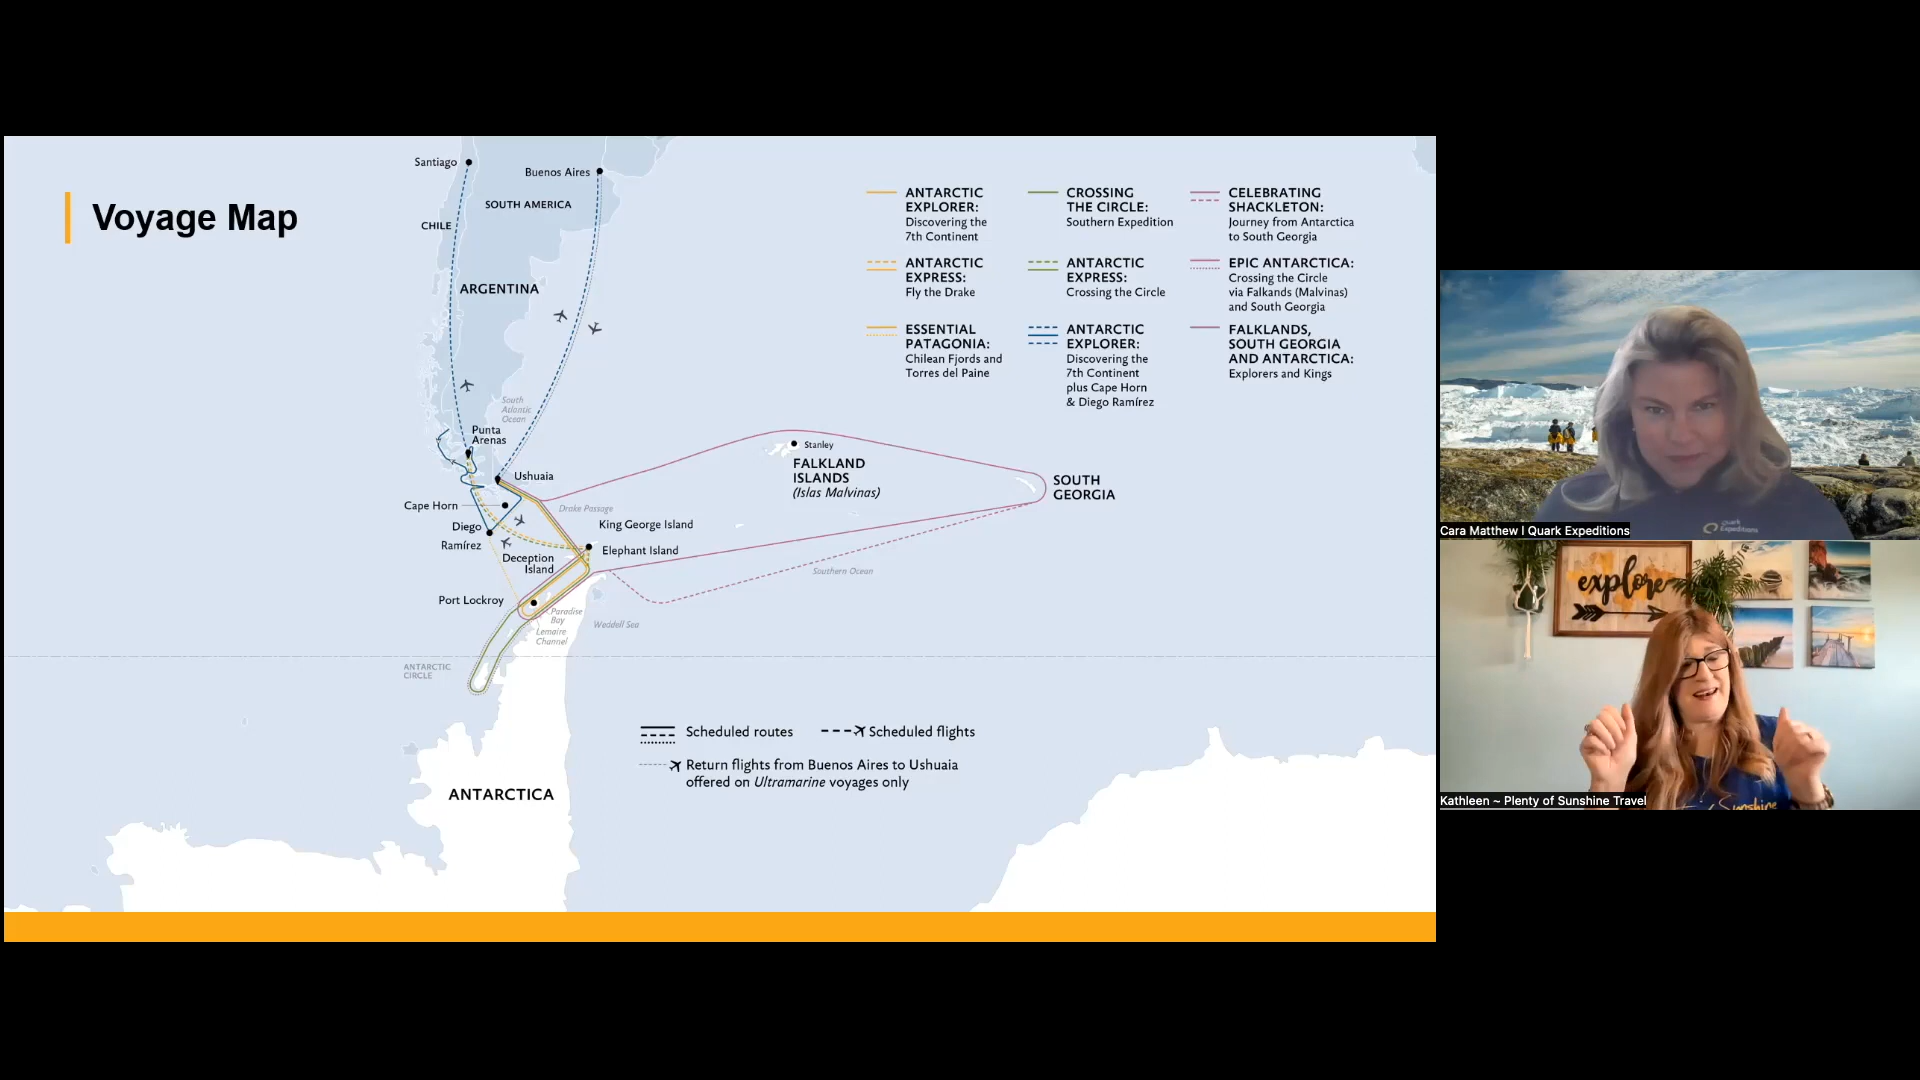 Voyage Map
Santiago
Buenos Aires
SOUTH AMERICA
CHILE
ARGENTINA
South
Atlantic
Ocean
Punta
Arenas
Ushuaia
Cape Horn
Drake Passage
Diego
Ramírez
King George Island
Elephant Island
Deception
Island
Port Lockroy
Paradise
Bay
Lemaire
Channel
Weddell Sea
Southern Ocean
Stanley
FALKLAND
ISLANDS
(Islas Malvinas)
SOUTH
GEORGIA
ANTARCTIC
CIRCLE
ANTARCTICA
ANTARCTIC
EXPLORER:
Discovering the
7th Continent
ANTARCTIC
EXPRESS:
Fly the Drake
ESSENTIAL
PATAGONIA:
Chilean Fjords and
Torres del Paine
CROSSING
THE CIRCLE:
Southern Expedition
ANTARCTIC
EXPRESS:
Crossing the Circle
ANTARCTIC
EXPLORER:
Discovering the
7th Continent
plus Cape Horn
& Diego Ramírez
CELEBRATING
SHACKLETON:
Journey from Antarctica
to South Georgia
EPIC ANTARCTICA:
Crossing the Circle
via Falkands (Malvinas)
and South Georgia
FALKLANDS,
SOUTH GEORGIA
AND ANTARCTICA:
Explorers and Kings
Scheduled routes
Scheduled flights
Return flights from Buenos Aires to Ushuaia
offered on Ultramarine voyages only
Quark
Expeditions
Cara Matthew l Quark Expeditions
explore
Sunshine
Kathleen ~ Plenty of Sunshine Travel